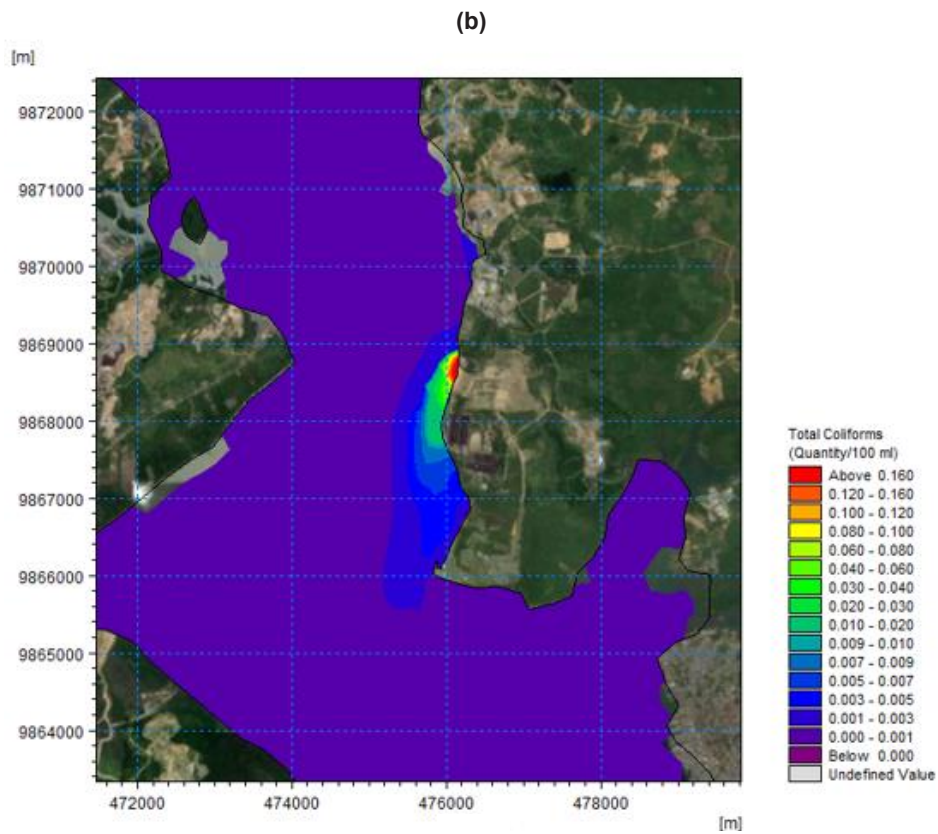 (b)
[m]
9872000
9871000
9870000
9869000
9868000
9867000
9866000
9865000
9864000
472000 474000 476000 478000
[m]
Total Coliforms
(Quantity/100 ml)
Above 0.160
0.120 - 0.160
0.100 - 0.120
0.080 - 0.100
0.060 - 0.080
0.040 - 0.060
0.030 - 0.040
0.020 - 0.030
0.010 - 0.020
0.009 - 0.010
0.007 - 0.009
0.005 - 0.007
0.003 - 0.005
0.001 - 0.003
0.000 - 0.001
Below 0.000
Undefined Value